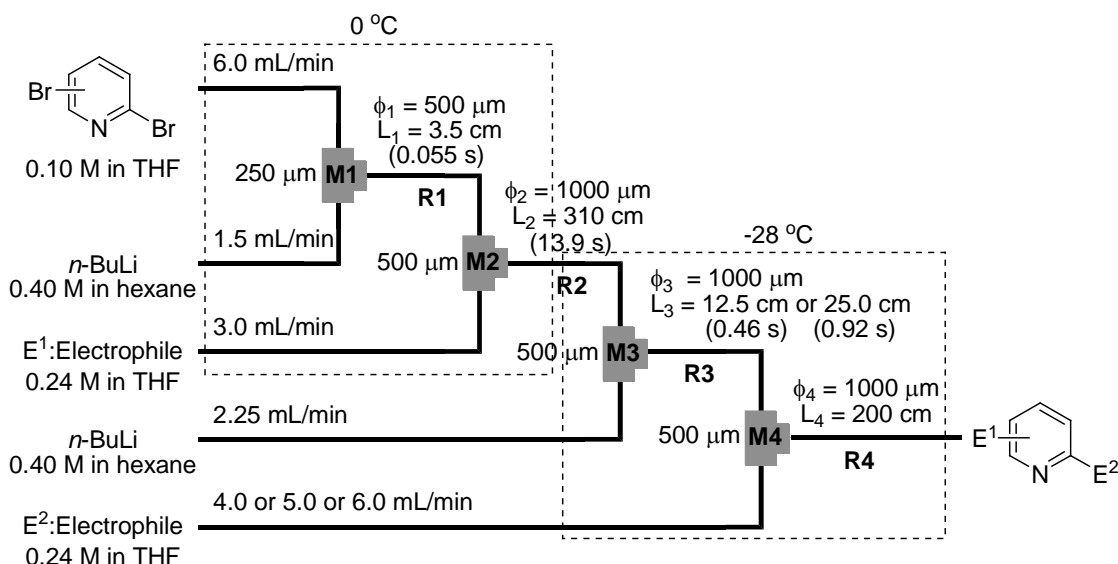 0 °C
6.0 mL/min
Br
N
Br
0.10 M in THF
ϕ1 = 500 μm
L1 = 3.5 cm
(0.055 s)
250 μm M1
R1
ϕ2 = 1000 μm
L2 = 310 cm
(13.9 s)
-28 °C
1.5 mL/min
n-BuLi
0.40 M in hexane
500 μm M2
R2
ϕ3 = 1000 μm
L3 = 12.5 cm or 25.0 cm
(0.46 s) (0.92 s)
3.0 mL/min
E1:Electrophile
0.24 M in THF
500 μm M3
R3
ϕ4 = 1000 μm
L4 = 200 cm
2.25 mL/min
n-BuLi
0.40 M in hexane
500 μm M4
R4
E1
N
E2
4.0 or 5.0 or 6.0 mL/min
E2:Electrophile
0.24 M in THF